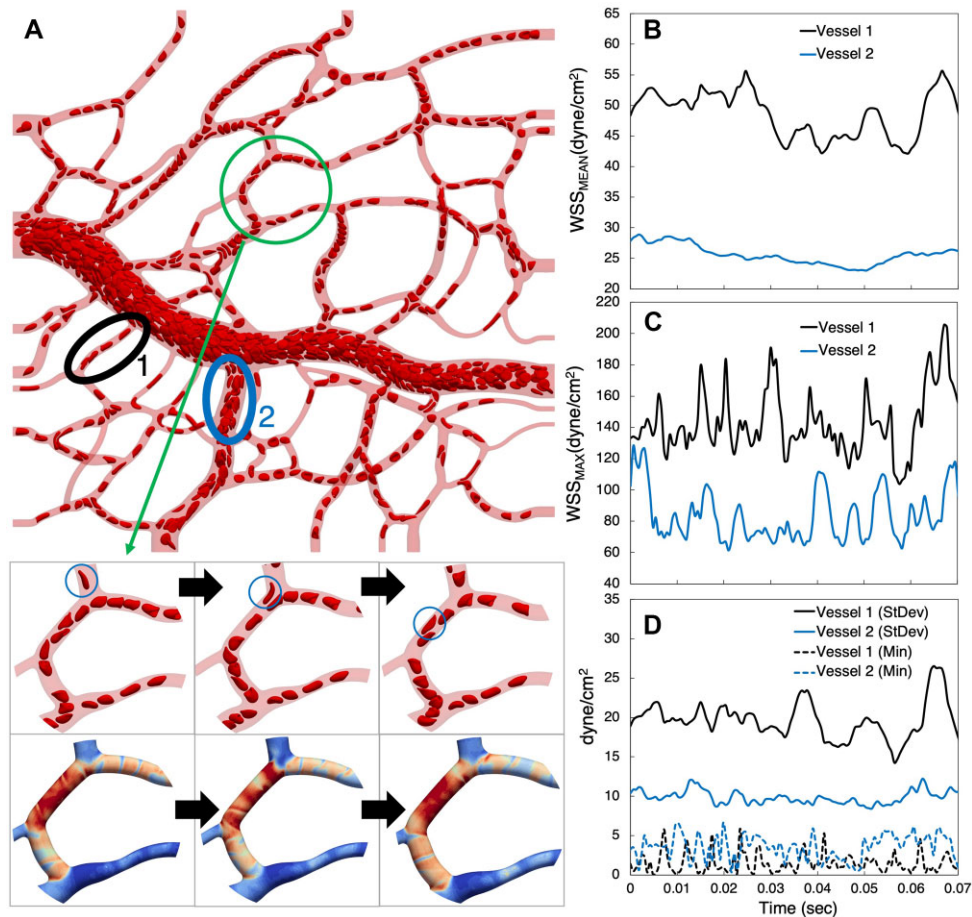 A
1
2
B
65
60
55
50
45
40
35
30
25
20
WSS_MEAN(dyne/cm²)
Vessel 1
Vessel 2
C
220
200
180
160
140
120
100
80
60
40
WSS_MAX(dyne/cm²)
Vessel 1
Vessel 2
D
35
30
25
20
15
10
5
0
dyne/cm²
Vessel 1 (StDev)
Vessel 2 (StDev)
Vessel 1 (Min)
Vessel 2 (Min)
0 0.01 0.02 0.03 0.04 0.05 0.06 0.07
Time (sec)